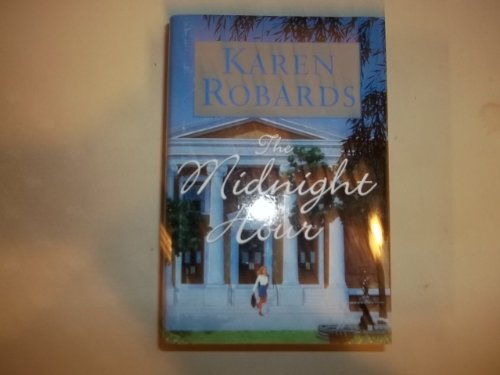 KAREN
ROBARDS
The
Midnight
Hour